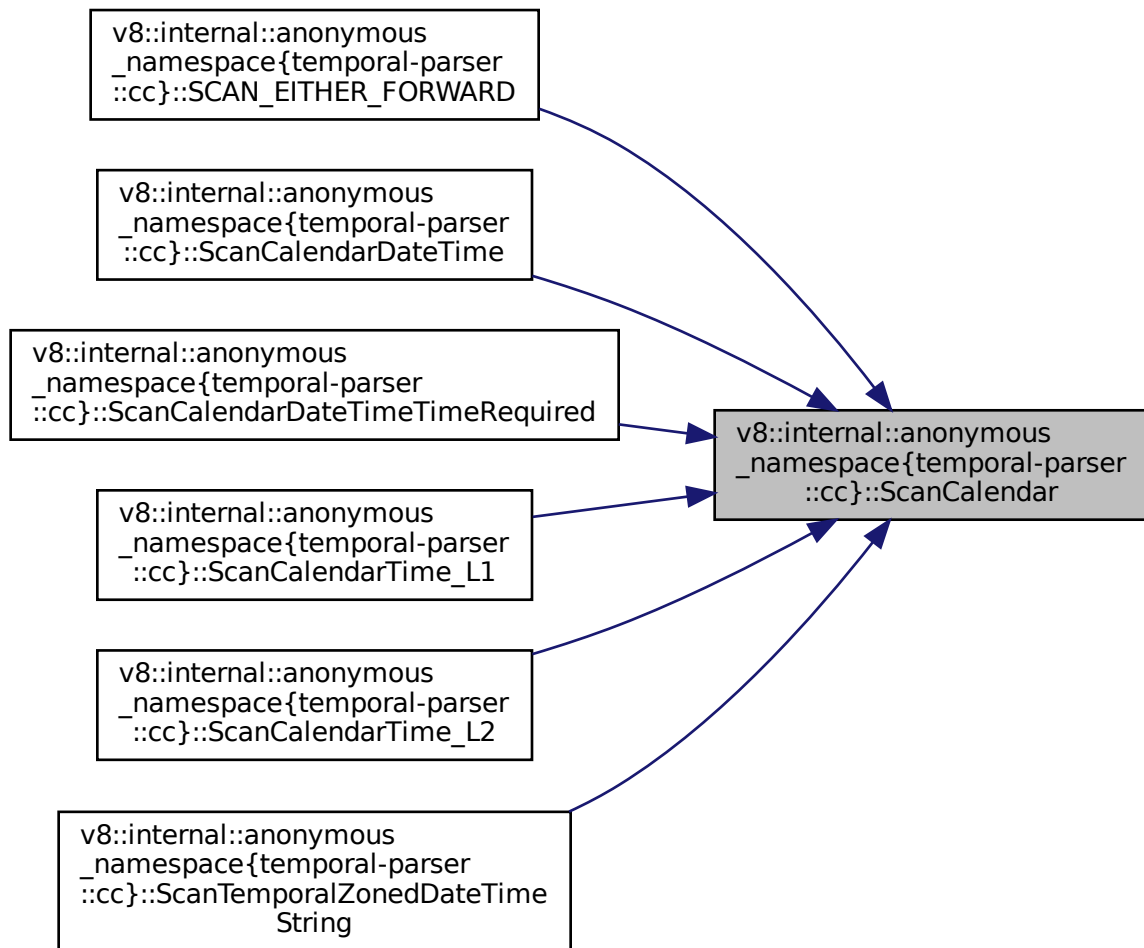 v8::internal::anonymous
_namespace{temporal-parser
::cc}::SCAN_EITHER_FORWARD
v8::internal::anonymous
_namespace{temporal-parser
::cc}::ScanCalendarDateTime
v8::internal::anonymous
_namespace{temporal-parser
::cc}::ScanCalendarDateTimeTimeRequired
v8::internal::anonymous
_namespace{temporal-parser
::cc}::ScanCalendarTime_L1
v8::internal::anonymous
_namespace{temporal-parser
::cc}::ScanCalendarTime_L2
v8::internal::anonymous
_namespace{temporal-parser
::cc}::ScanTemporalZonedDateTime
String
v8::internal::anonymous
_namespace{temporal-parser
::cc}::ScanCalendar